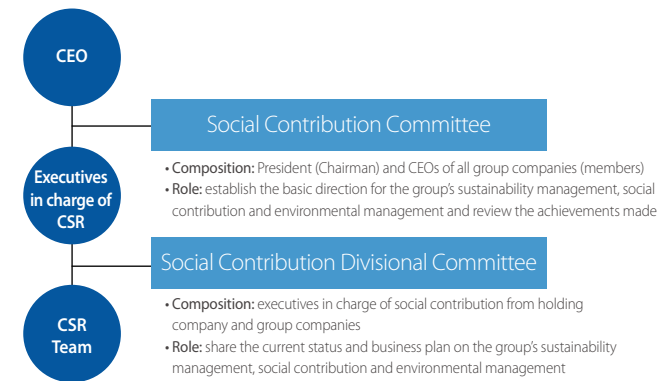 CEO
Social Contribution Committee
• Composition: President (Chairman) and CEOs of all group companies (members)
• Role: establish the basic direction for the group's sustainability management, social
contribution and environmental management and review the achievements made
Executives
in charge of
CSR
Social Contribution Divisional Committee
• Composition: executives in charge of social contribution from holding
company and group companies
• Role: share the current status and business plan on the group's sustainability
management, social contribution and environmental management
CSR
Team